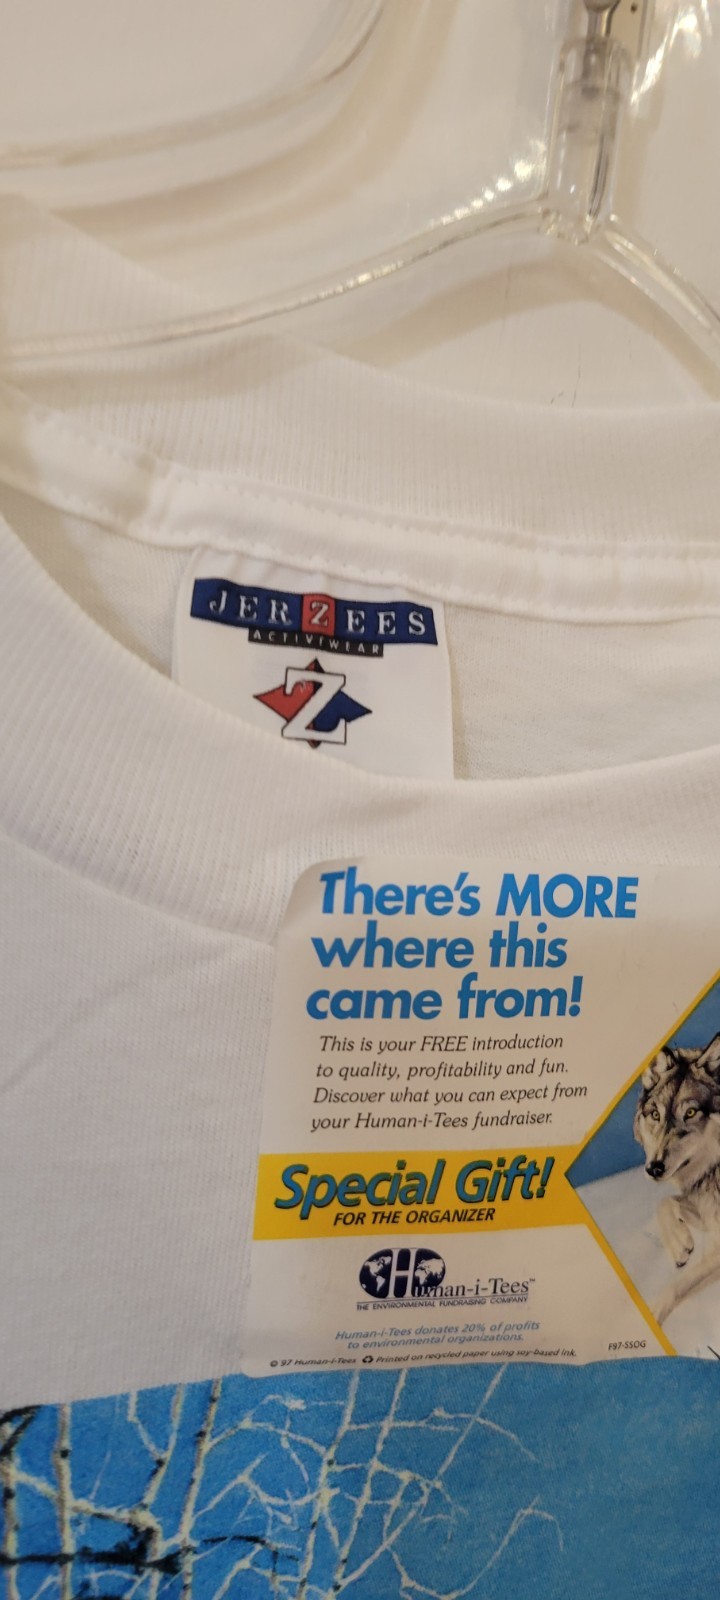 JERZEES
ACTIVEWEAR
Z
There's MORE
where this
came from!
This is your FREE introduction
to quality, profitability and fun.
Discover what you can expect from
your Human-i-Tees fundraiser.
Special Gift!
FOR THE ORGANIZER
Human-i-Tees™
THE ENVIRONMENTAL FUNDRAISING COMPANY
Human-i-Tees donates 20% of profits
to environmental organizations.
© 97 Human-i-Tees ♻ Printed on recycled paper using soy-based ink.
F97-SSOG